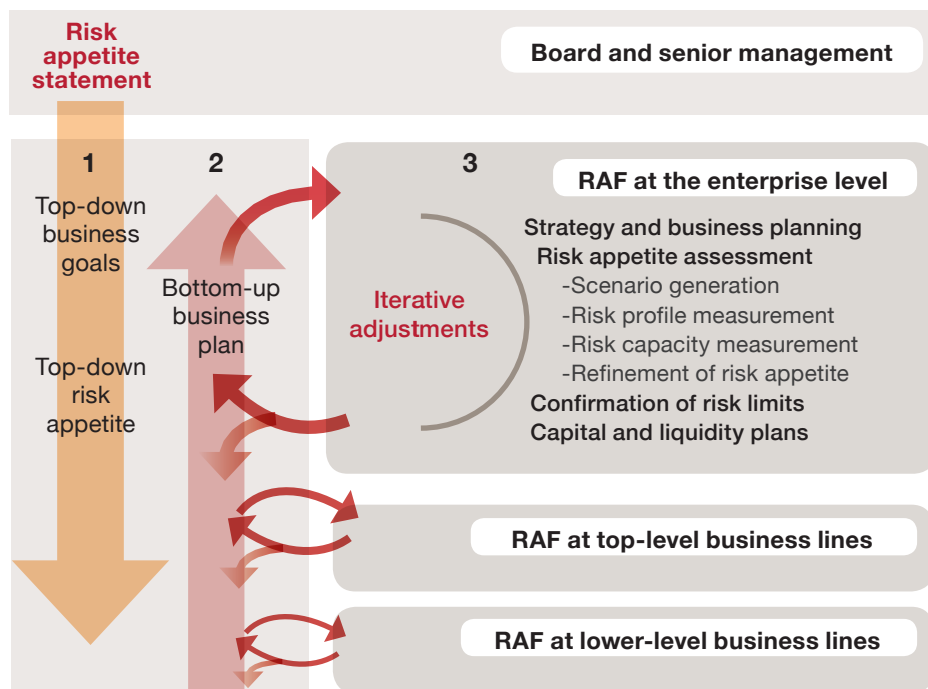 Risk
appetite
statement
Board and senior management
1
2
3
Top-down
business
goals
Top-down
risk
appetite
Bottom-up
business
plan
RAF at the enterprise level
Iterative
adjustments
Strategy and business planning
Risk appetite assessment
-Scenario generation
-Risk profile measurement
-Risk capacity measurement
-Refinement of risk appetite
Confirmation of risk limits
Capital and liquidity plans
RAF at top-level business lines
RAF at lower-level business lines